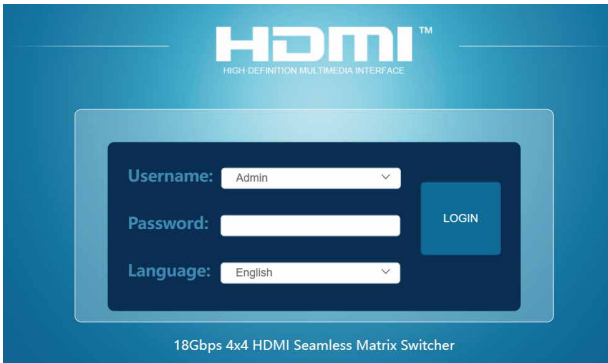 HDMI™
HIGH-DEFINITION MULTIMEDIA INTERFACE
Username: Admin
Password:
LOGIN
Language: English
18Gbps 4x4 HDMI Seamless Matrix Switcher